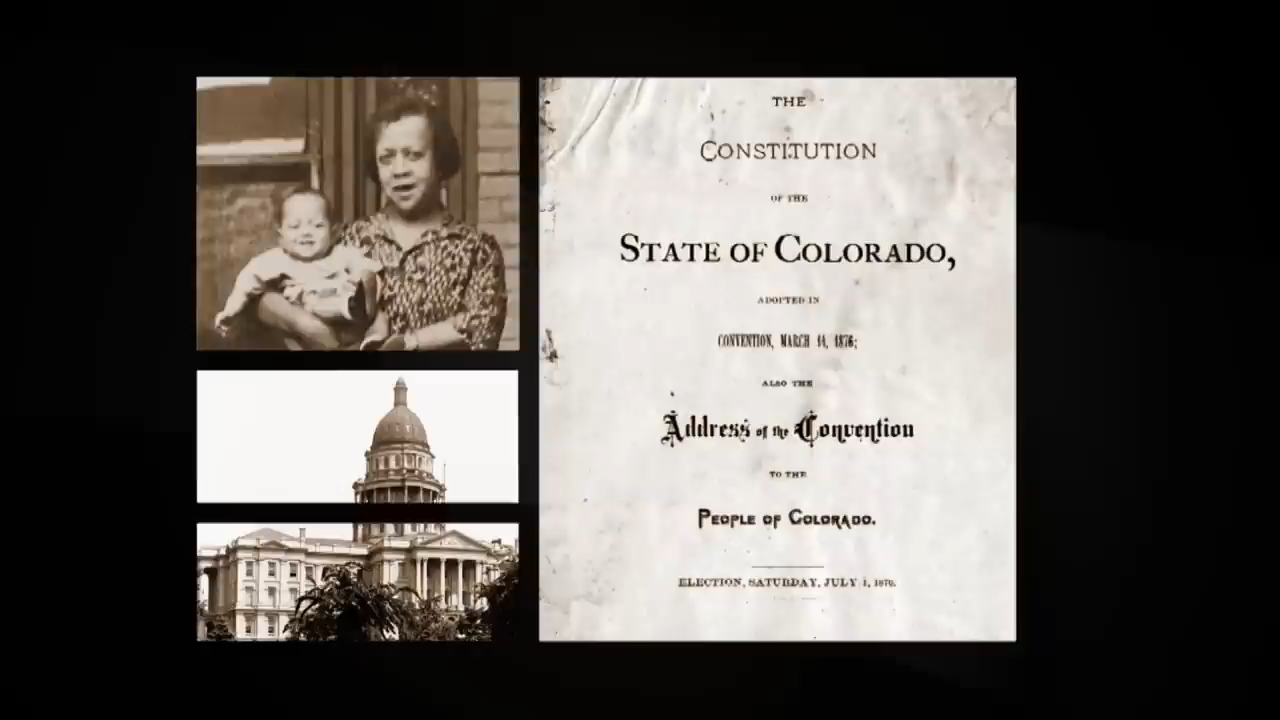 THE
CONSTITUTION
OF THE
STATE OF COLORADO,
ADOPTED IN
CONVENTION, MARCH 14, 1876;
ALSO THE
Address of the Convention
TO THE
PEOPLE OF COLORADO.
ELECTION, SATURDAY, JULY 1, 1876.